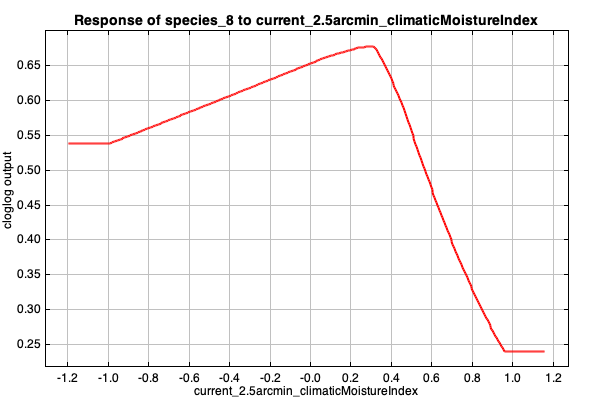 Response of species_8 to current_2.5arcmin_climaticMoistureIndex
cloglog output
0.65
0.60
0.55
0.50
0.45
0.40
0.35
0.30
0.25
-1.2 -1.0 -0.8 -0.6 -0.4 -0.2 -0.0 0.2 0.4 0.6 0.8 1.0 1.2
current_2.5arcmin_climaticMoistureIndex